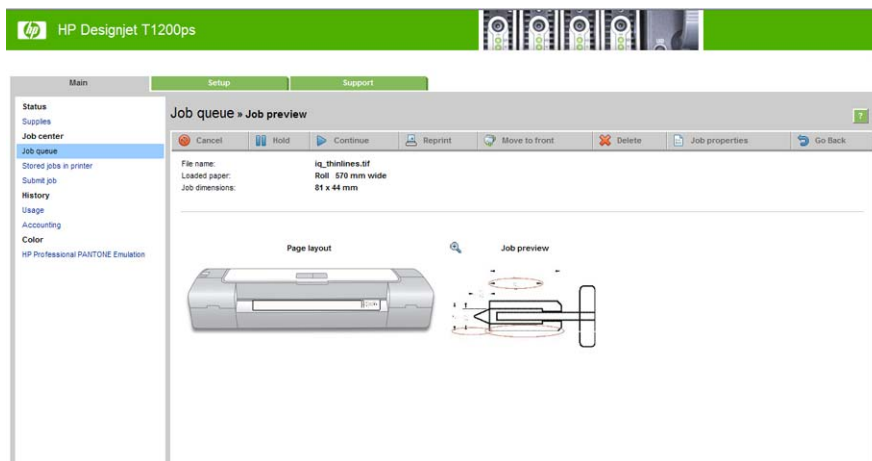 hp HP Designjet T1200ps
Main Setup Support
Status
Supplies
Job center
Job queue
Stored jobs in printer
Submit job
History
Usage
Accounting
Color
HP Professional PANTONE Emulation
Job queue » Job preview
?
Cancel Hold Continue Reprint Move to front Delete Job properties Go Back
File name: iq_thinlines.tif
Loaded paper: Roll 570 mm wide
Job dimensions: 81 x 44 mm
Page layout Job preview